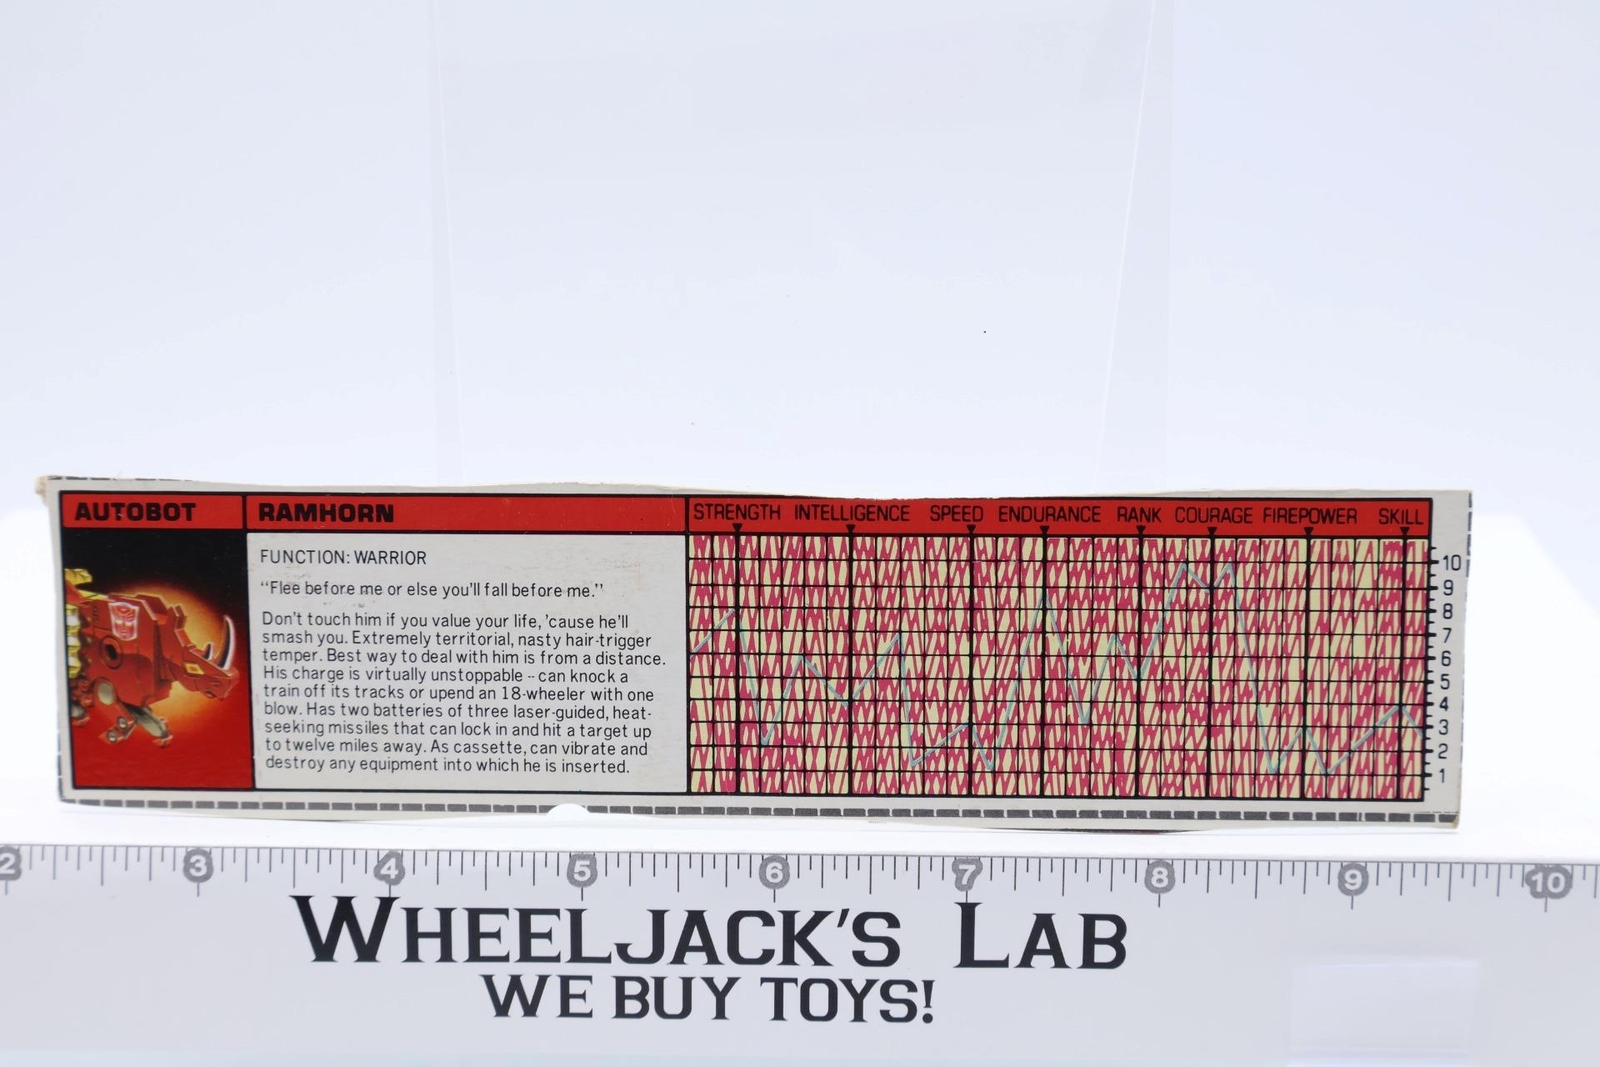 AUTOBOT
RAMHORN
STRENGTH INTELLIGENCE SPEED ENDURANCE RANK COURAGE FIREPOWER SKILL
FUNCTION: WARRIOR
"Flee before me or else you'll fall before me."
Don't touch him if you value your life, 'cause he'll
smash you. Extremely territorial, nasty hair-trigger
temper. Best way to deal with him is from a distance.
His charge is virtually unstoppable -- can knock a
train off its tracks or upend an 18-wheeler with one
blow. Has two batteries of three laser-guided, heat-
seeking missiles that can lock in and hit a target up
to twelve miles away. As cassette, can vibrate and
destroy any equipment into which he is inserted.
10
9
8
7
6
5
4
3
2
1
2 3 4 5 6 7 8 9 10
WHEELJACK'S LAB
WE BUY TOYS!